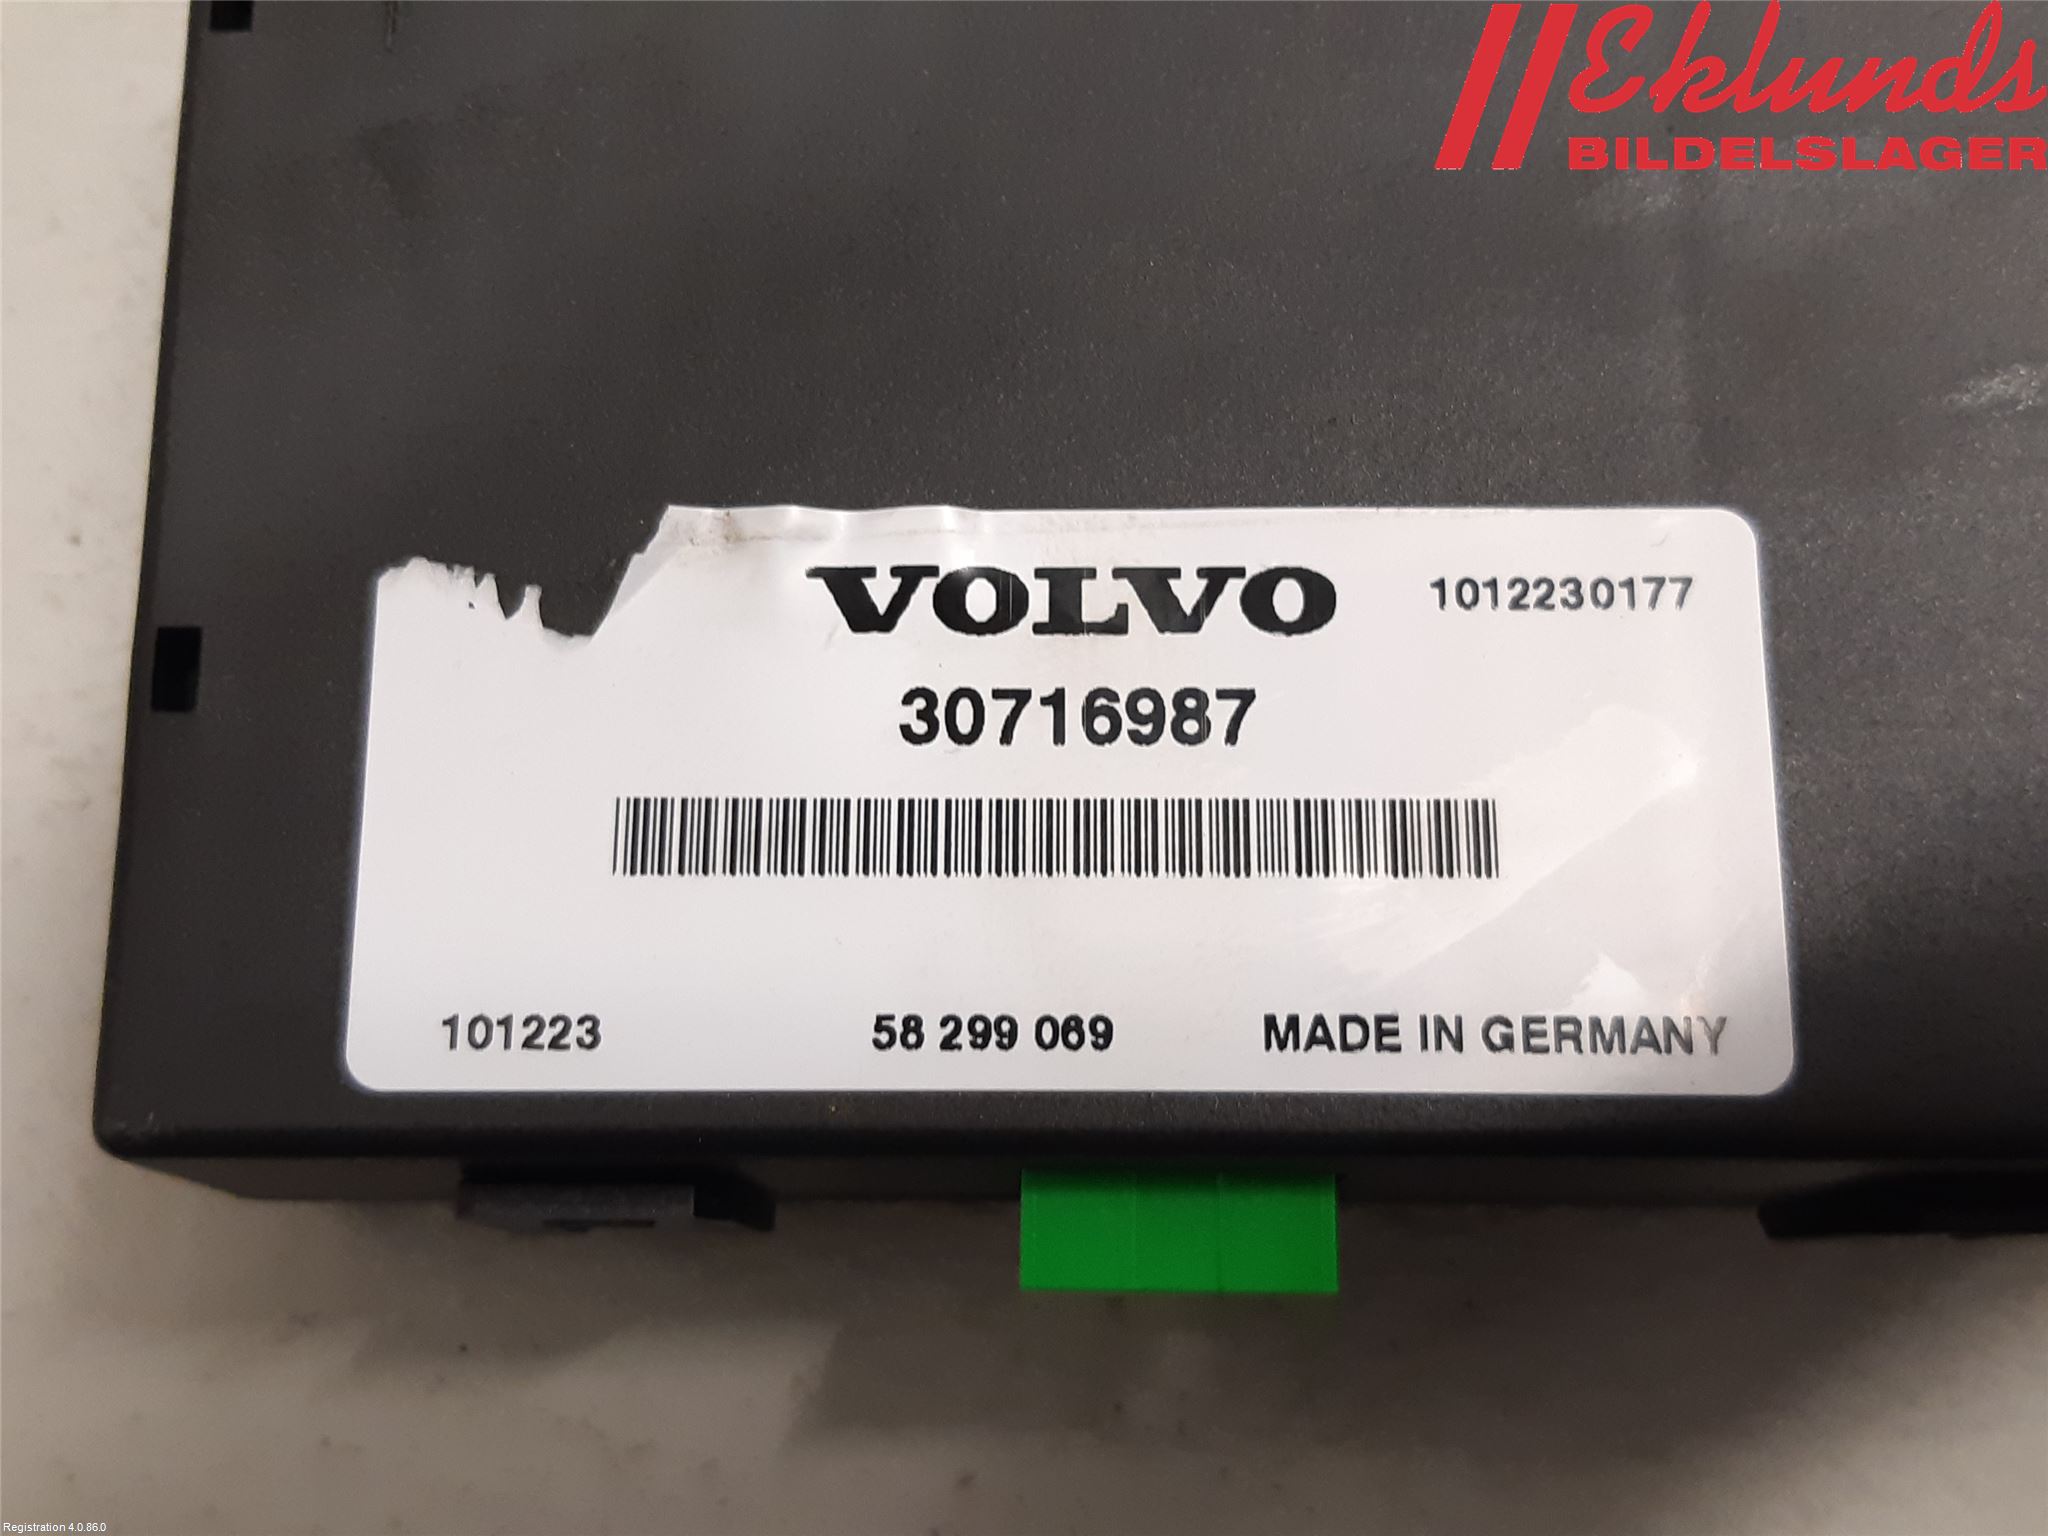 Eklunds
BILDELSLAGER
VOLVO
1012230177
30716987
101223
58 299 069
MADE IN GERMANY
Registration 4.0.86.0